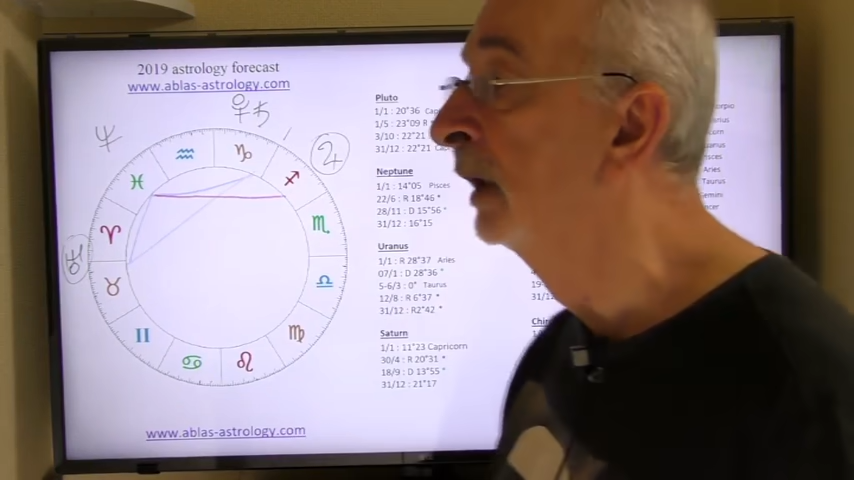 2019 astrology forecast
www.ablas-astrology.com
Pluto
1/1 : 20°36
1/5 : 23°09 R
3/10 : 22°21
31/12 : 22°21
Neptune
1/1 : 14°05 Pisces
22/6 : R 18°46 "
28/11 : D 15°56 "
31/12 : 16°15
Uranus
1/1 : R 28°37 Aries
07/1 : D 28°36 "
5-6/3 : 0° Taurus
12/8 : R 6°37 "
31/12 : R2°42 "
Saturn
1/1 : 11°23 Capricorn
30/4 : R 20°31 "
18/9 : D 13°55 "
31/12 : 21°17
Aries
Taurus
Gemini
www.ablas-astrology.com